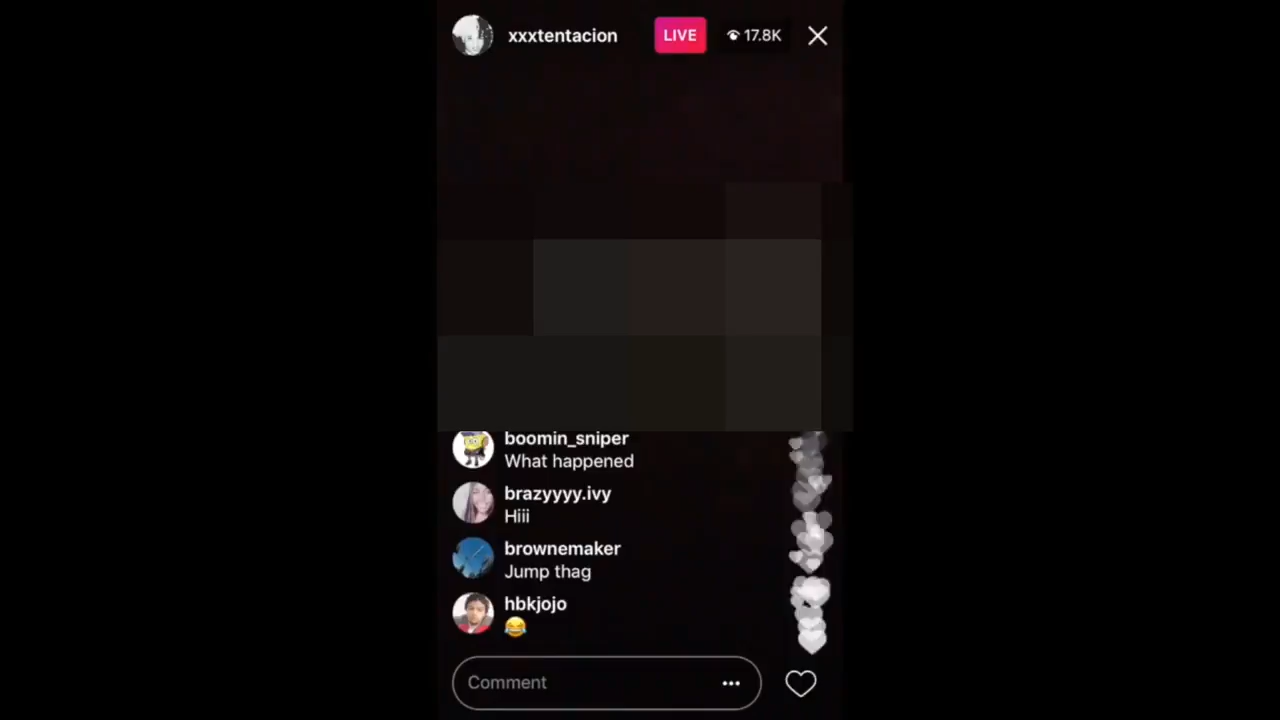 xxxtentacion LIVE 17.8K
boomin_sniper
What happened
brazyyyy.ivy
Hiii
brownemaker
Jump thag
hbkjojo
😂
Comment